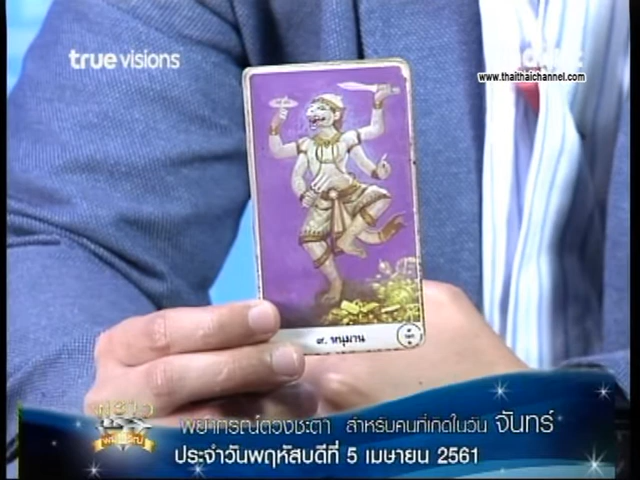 true visions
www.thaithaichannel.com
๙. หนุมาน
พยากรณ์ดวงชะตา สำหรับคนที่เกิดในวัน จันทร์
ประจำวันพฤหัสบดีที่ 5 เมษายน 2561